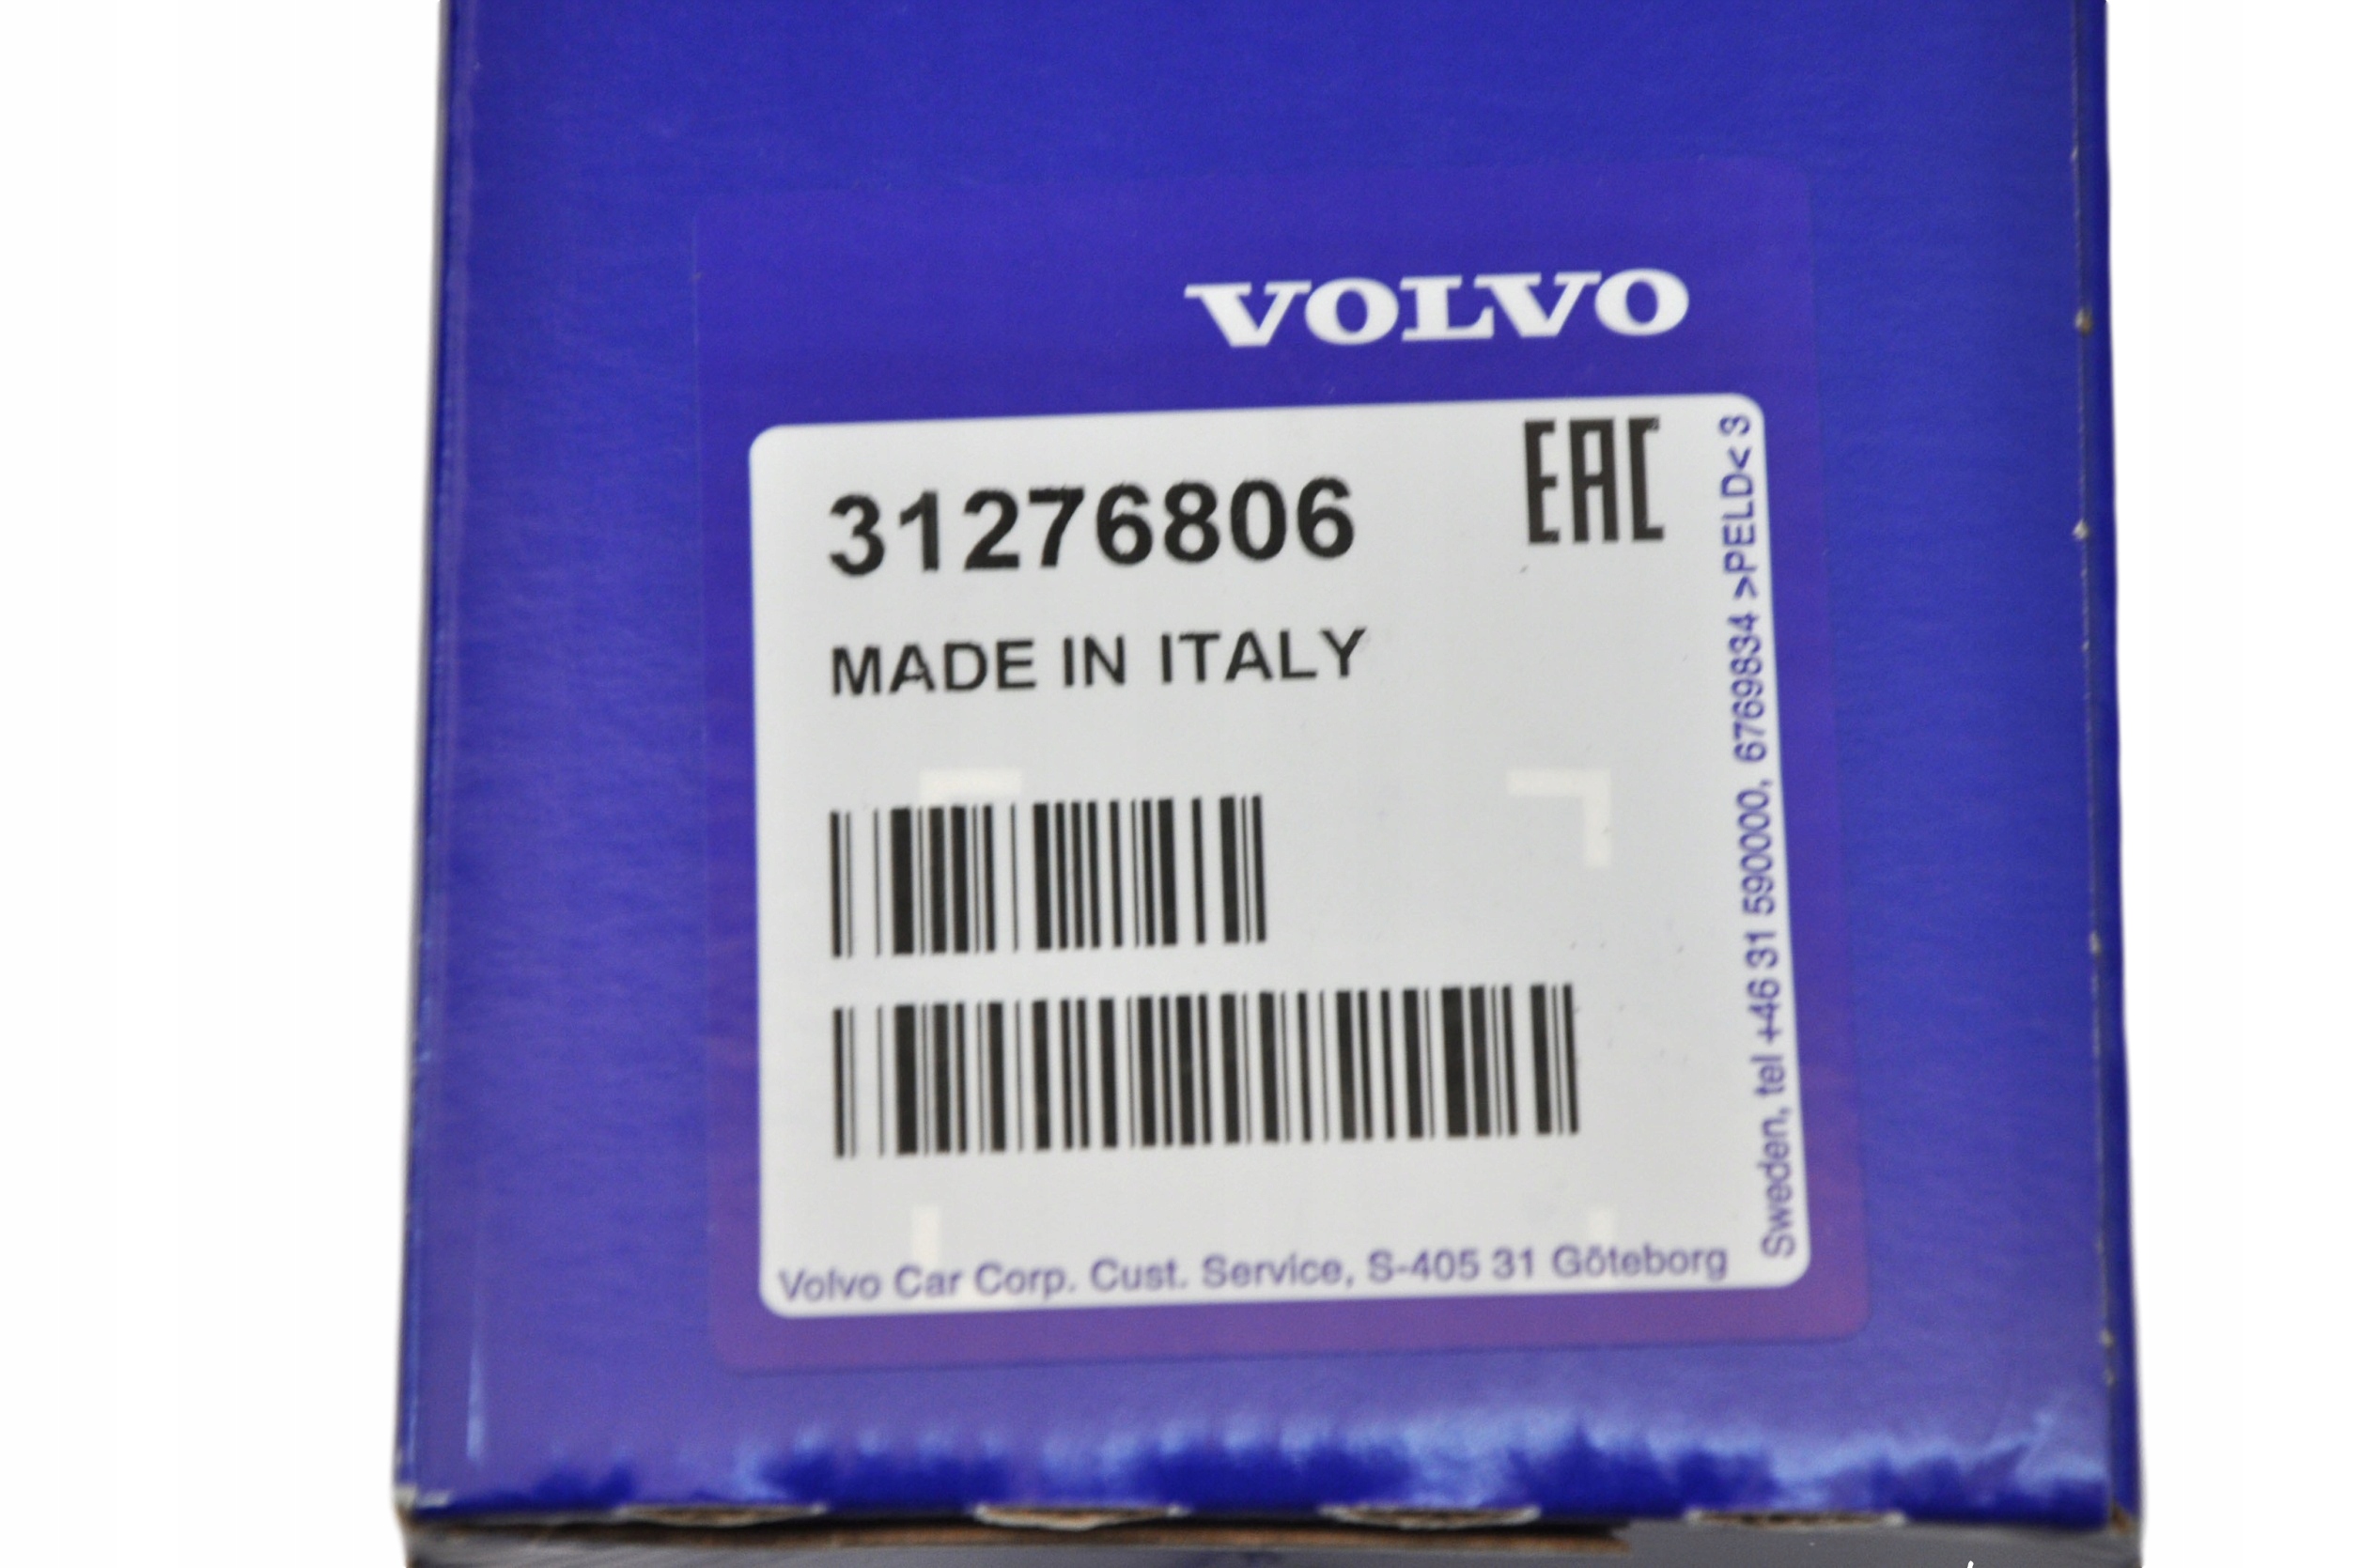 VOLVO
EAC
31276806
MADE IN ITALY
Volvo Car Corp. Cust. Service, S-405 31 Göteborg
Sweden, tel +46 31 590000, 6769834 >PELD< 3